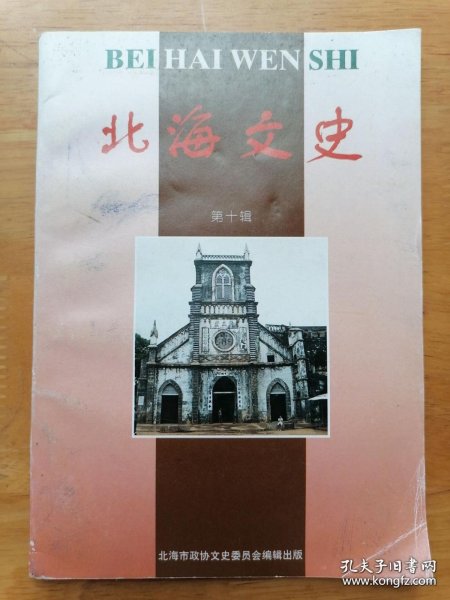 BEI HAI WEN SHI
北海文史
第十辑
北海市政协文史委员会编辑出版
孔夫子旧书网
www.kongfz.com